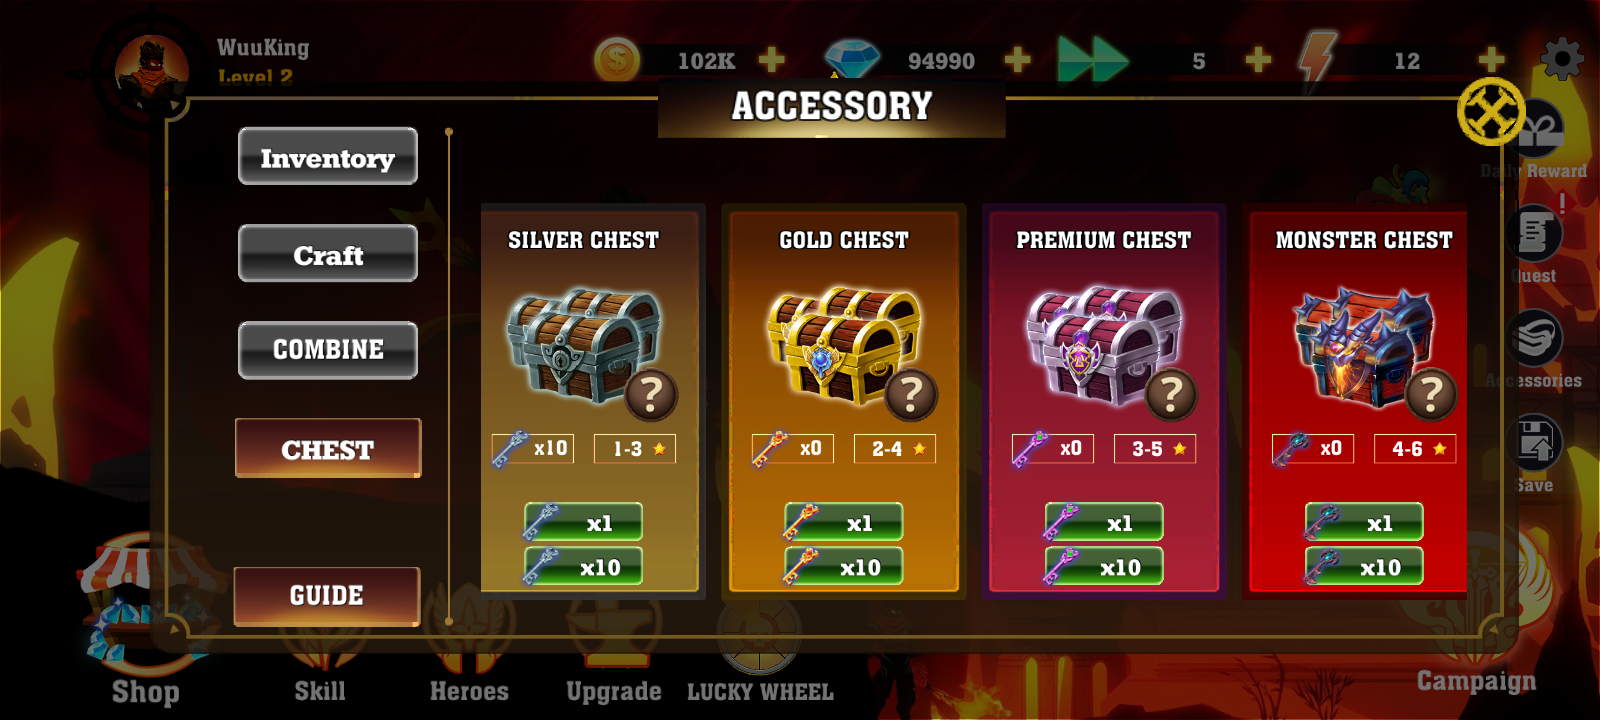 WuuKing
Level 2
102K
94990
5
12
ACCESSORY
Inventory
Craft
COMBINE
CHEST
GUIDE
SILVER CHEST
?
x10
1-3
x1
x10
GOLD CHEST
?
x0
2-4
x1
x10
PREMIUM CHEST
?
x0
3-5
x1
x10
MONSTER CHEST
?
x0
4-6
x1
x10
Daily Reward
!
Quest
Accessories
Save
Shop
Skill
Heroes
Upgrade
LUCKY WHEEL
Campaign